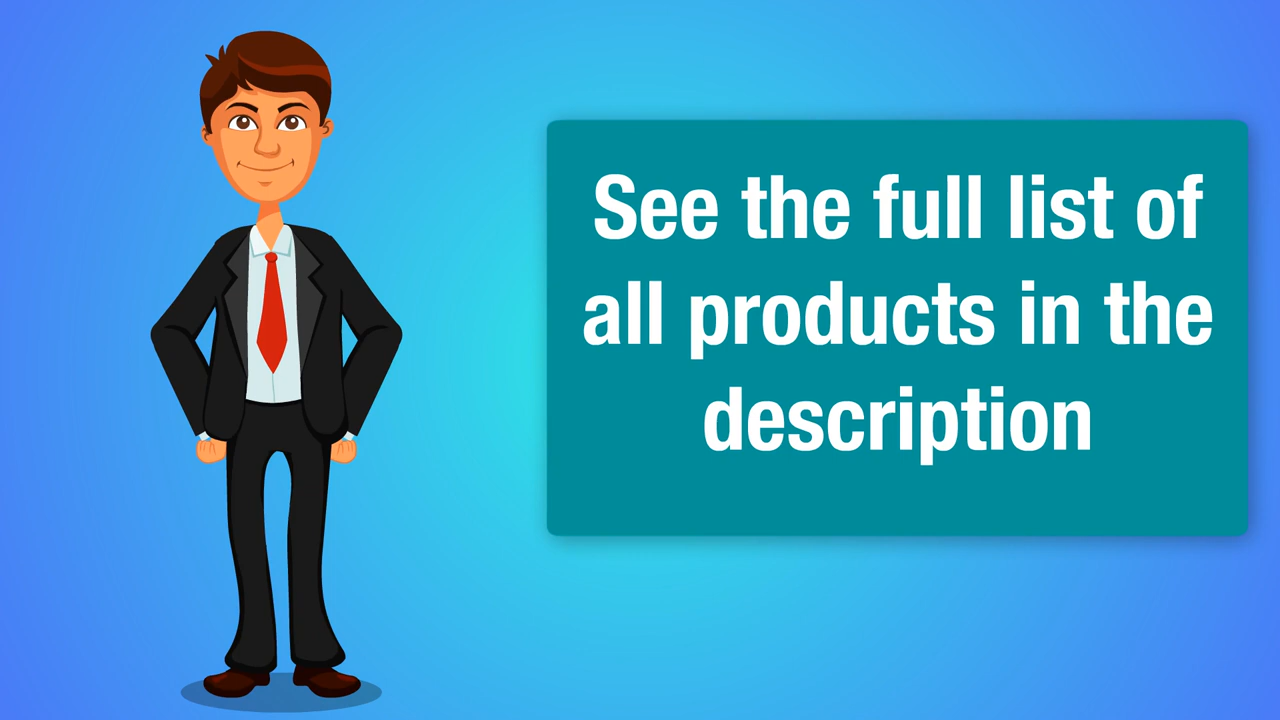 See the full list of
all products in the
description